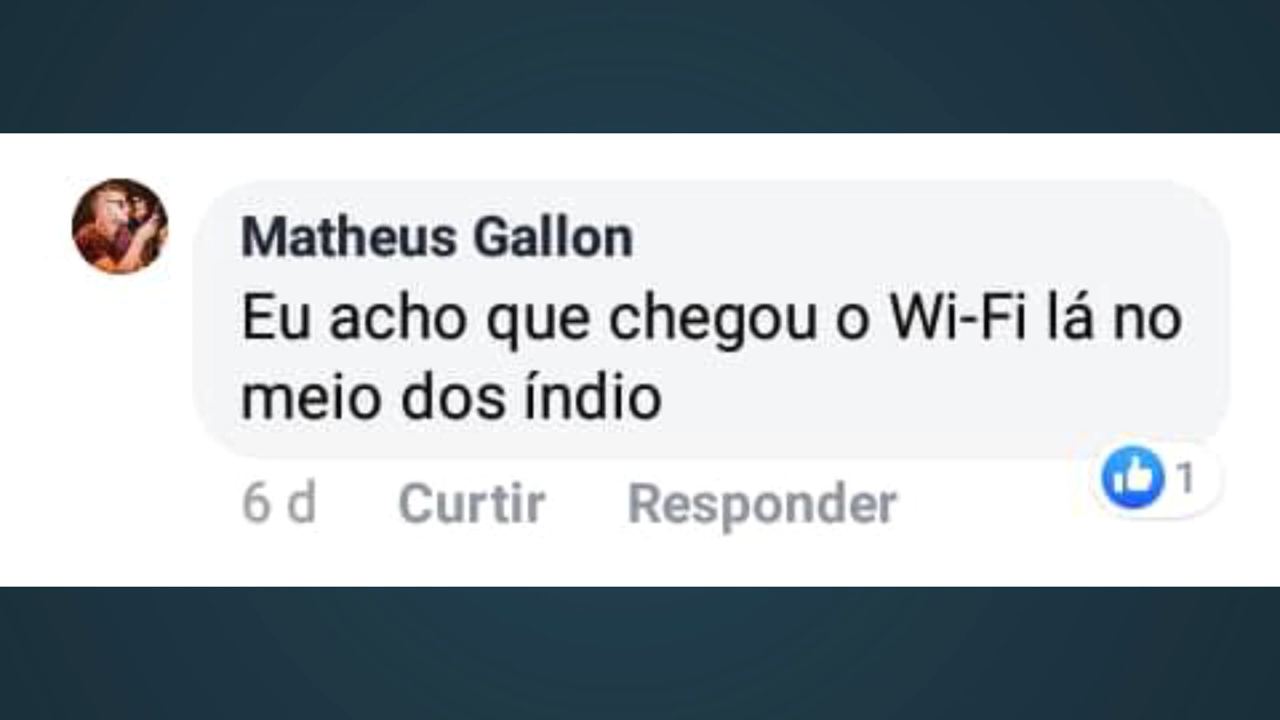 Matheus Gallon
Eu acho que chegou o Wi-Fi lá no
meio dos índio
6 d Curtir Responder 1